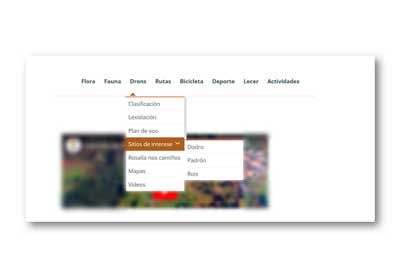 Flora Fauna Drons Rutas Bicicleta Deporte Lecer Actividades
Clasificación
Lexislación
Plan de voo
Sitios de interese
Dodro
Padrón
Rois
Rosalía nos camiños
Mapas
Vídeos